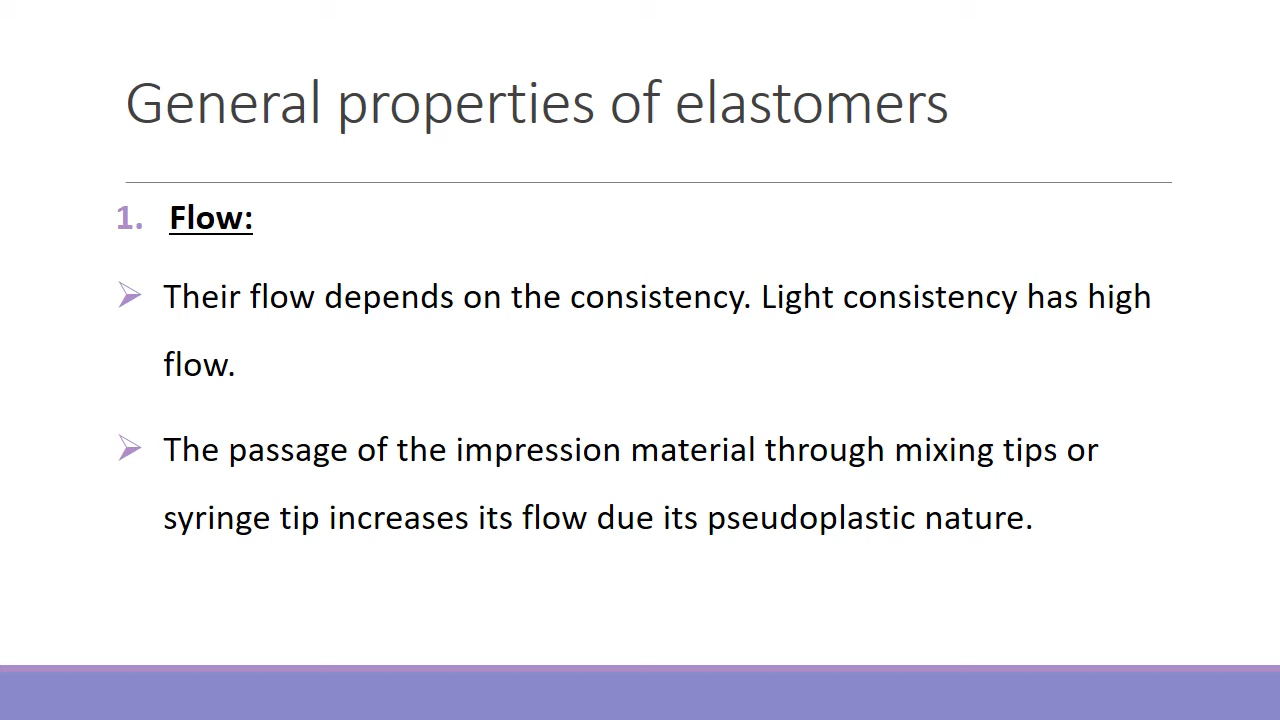 General properties of elastomers
1. Flow:
Their flow depends on the consistency. Light consistency has high
flow.
The passage of the impression material through mixing tips or
syringe tip increases its flow due its pseudoplastic nature.